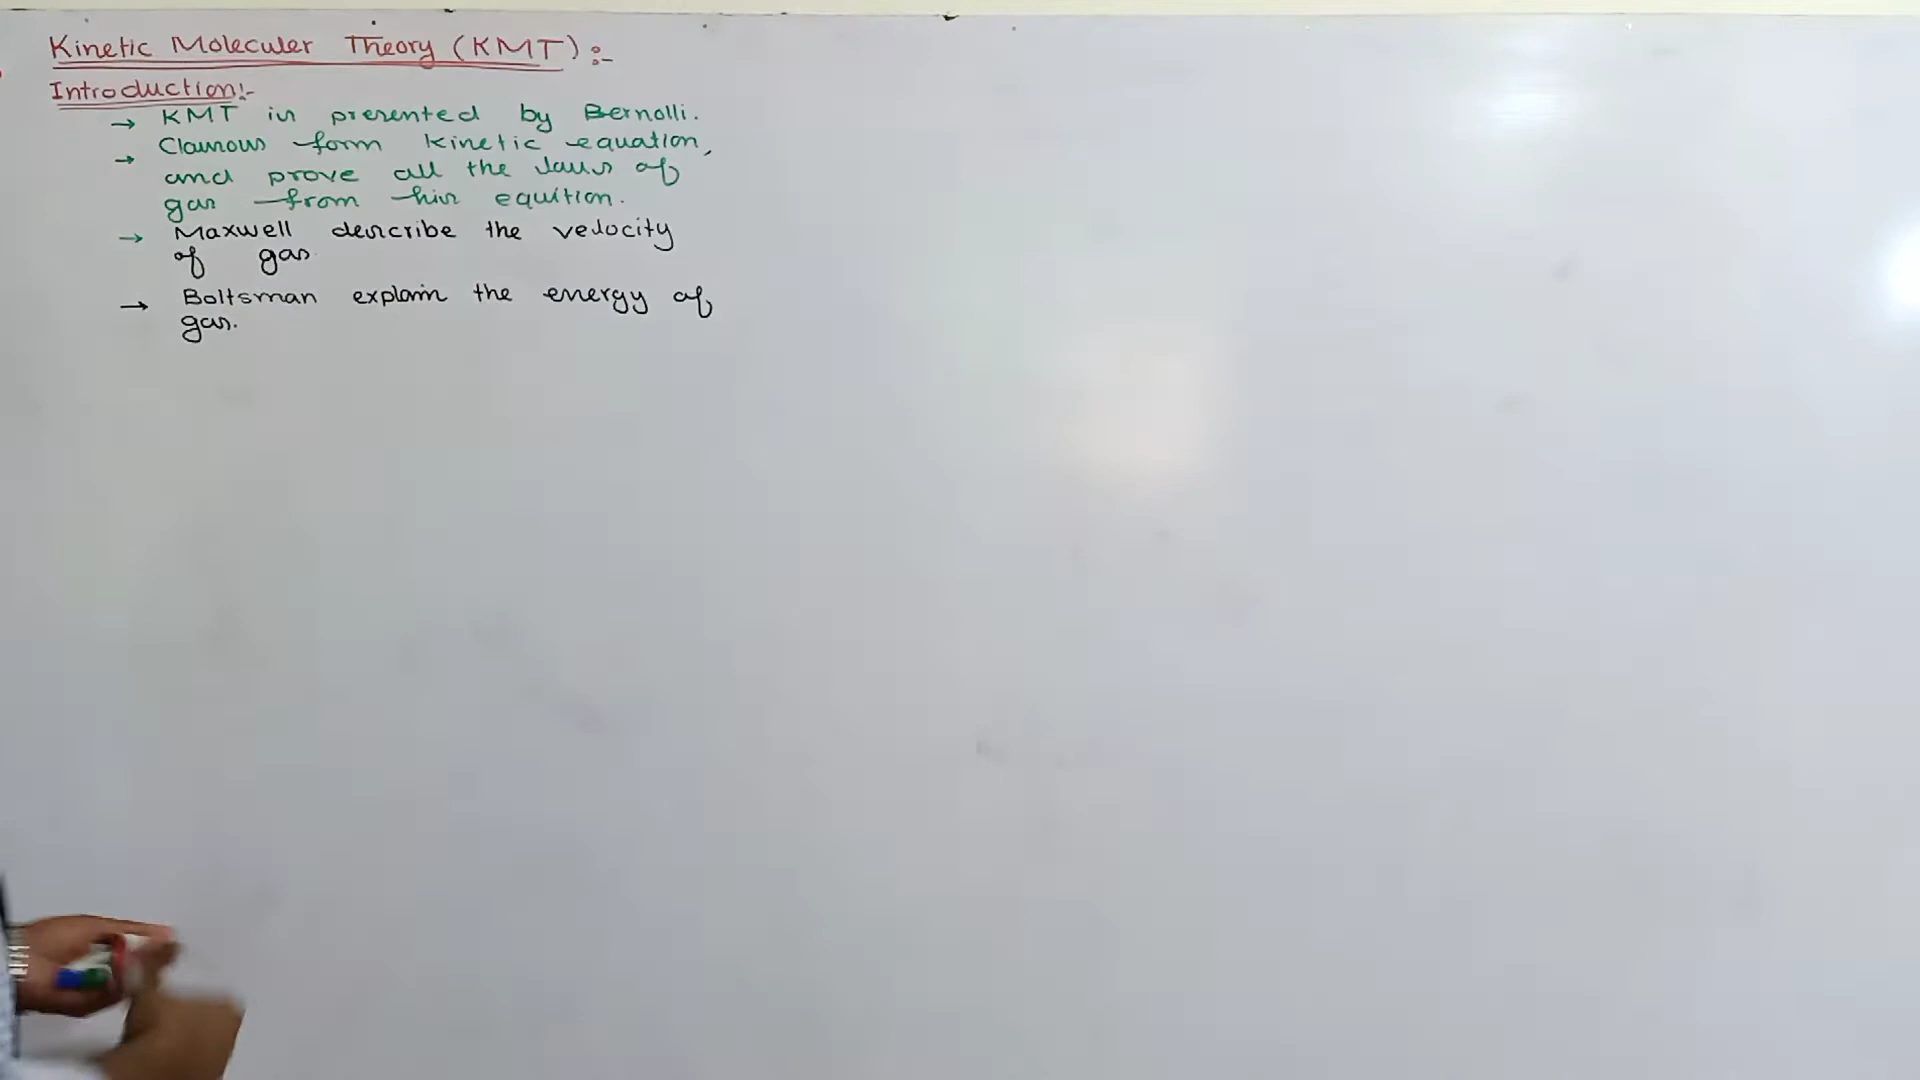 Kinetic Moleculer Theory (KMT):-
Introduction:-
→ KMT is presented by Bernolli.
→ Clausous form kinetic equation,
and prove all the laws of
gas from his equition.
→ Maxwell describe the velocity
of gas.
→ Boltsman explain the energy of
gas.